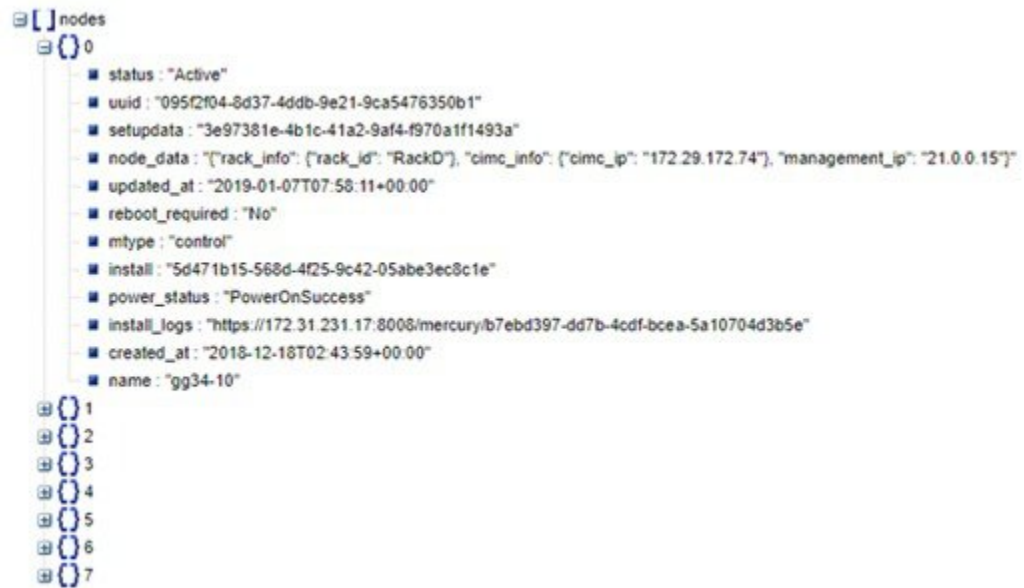 [ ] nodes
{ } 0
status : "Active"
uuid : "095f2f04-8d37-4ddb-9e21-9ca5476350b1"
setupdata : "3e97381e-4b1c-41a2-9af4-f970a1f1493a"
node_data : "{"rack_info": {"rack_id": "RackD"}, "cimc_info": {"cimc_ip": "172.29.172.74"}, "management_ip": "21.0.0.15"}"
updated_at : "2019-01-07T07:58:11+00:00"
reboot_required : "No"
mtype : "control"
install : "5d471b15-568d-4f25-9c42-05abe3ec8c1e"
power_status : "PowerOnSuccess"
install_logs : "https://172.31.231.17:8008/mercury/b7ebd397-dd7b-4cdf-bcea-5a10704d3b5e"
created_at : "2018-12-18T02:43:59+00:00"
name : "gg34-10"
{ } 1
{ } 2
{ } 3
{ } 4
{ } 5
{ } 6
{ } 7